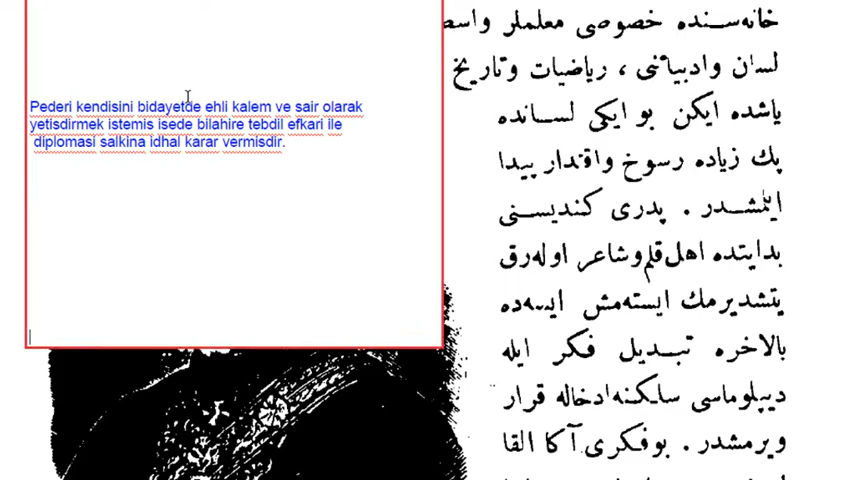 Pederi kendisini bidayetde ehli kalem ve sair olarak
yetisdirmek istemis isede bilahire tebdil efkari ile
diplomasi salkina idhal karar vermisdir.
خانه‌سنده خصوصی معلملر واسط
لسان وادبیاتنی ، ریاضیات وتاریخ
یاشده ایکن بو ایکی لسانده
پك زیاده رسوخ واقتدار پیدا
ایلمشدر . پدری کندیسنی
بدایتده اهل قلم وشاعر اوله‌رق
یتشدیرمك ایسته‌مش ایسه‌ده
بالاخره تبدیل فکر ایله
دیپلوماسی سلکنه ادخاله قرار
ویرمشدر . بوفکری آکا القا